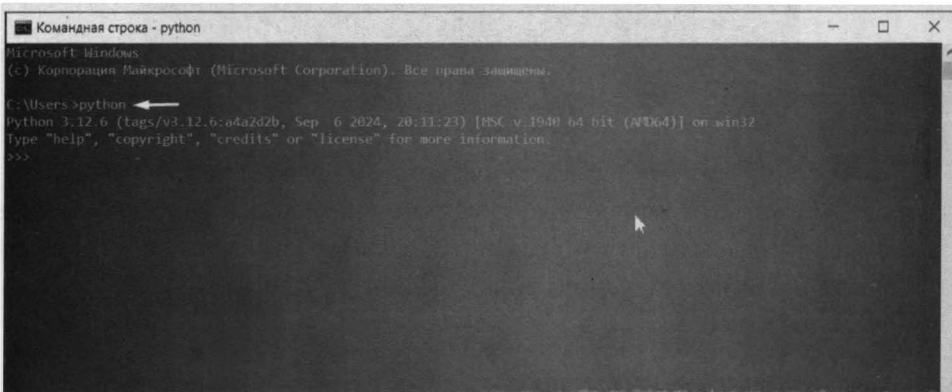 Командная строка - python
Microsoft Windows
(c) Корпорация Майкрософт (Microsoft Corporation). Все права защищены.
C:\Users>python
Python 3.12.6 (tags/v3.12.6:a4a2d2b, Sep  6 2024, 20:11:23) [MSC v.1940 64 bit (AMD64)] on win32
Type "help", "copyright", "credits" or "license" for more information.
>>>